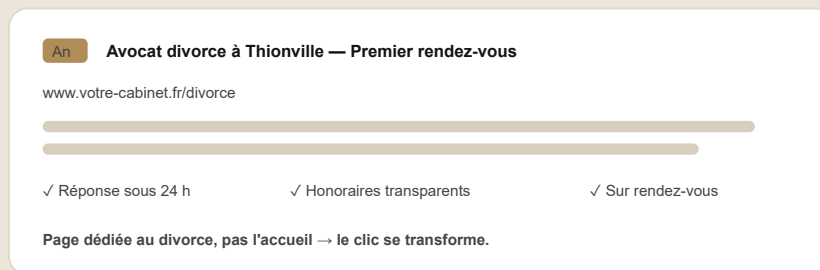 An
Avocat divorce à Thionville — Premier rendez-vous
www.votre-cabinet.fr/divorce
✓ Réponse sous 24 h ✓ Honoraires transparents ✓ Sur rendez-vous
Page dédiée au divorce, pas l'accueil → le clic se transforme.